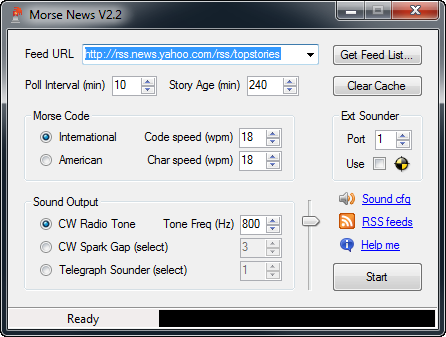 Morse News V2.2
Feed URL http://rss.news.yahoo.com/rss/topstories Get Feed List...
Poll Interval (min) 10 Story Age (min) 240 Clear Cache
Morse Code Ext Sounder
International Code speed (wpm) 18 Port 1
American Char speed (wpm) 18 Use
Sound Output Sound cfg
CW Radio Tone Tone Freq (Hz) 800 RSS feeds
CW Spark Gap (select) 3 Help me
Telegraph Sounder (select) 1 Start
Ready